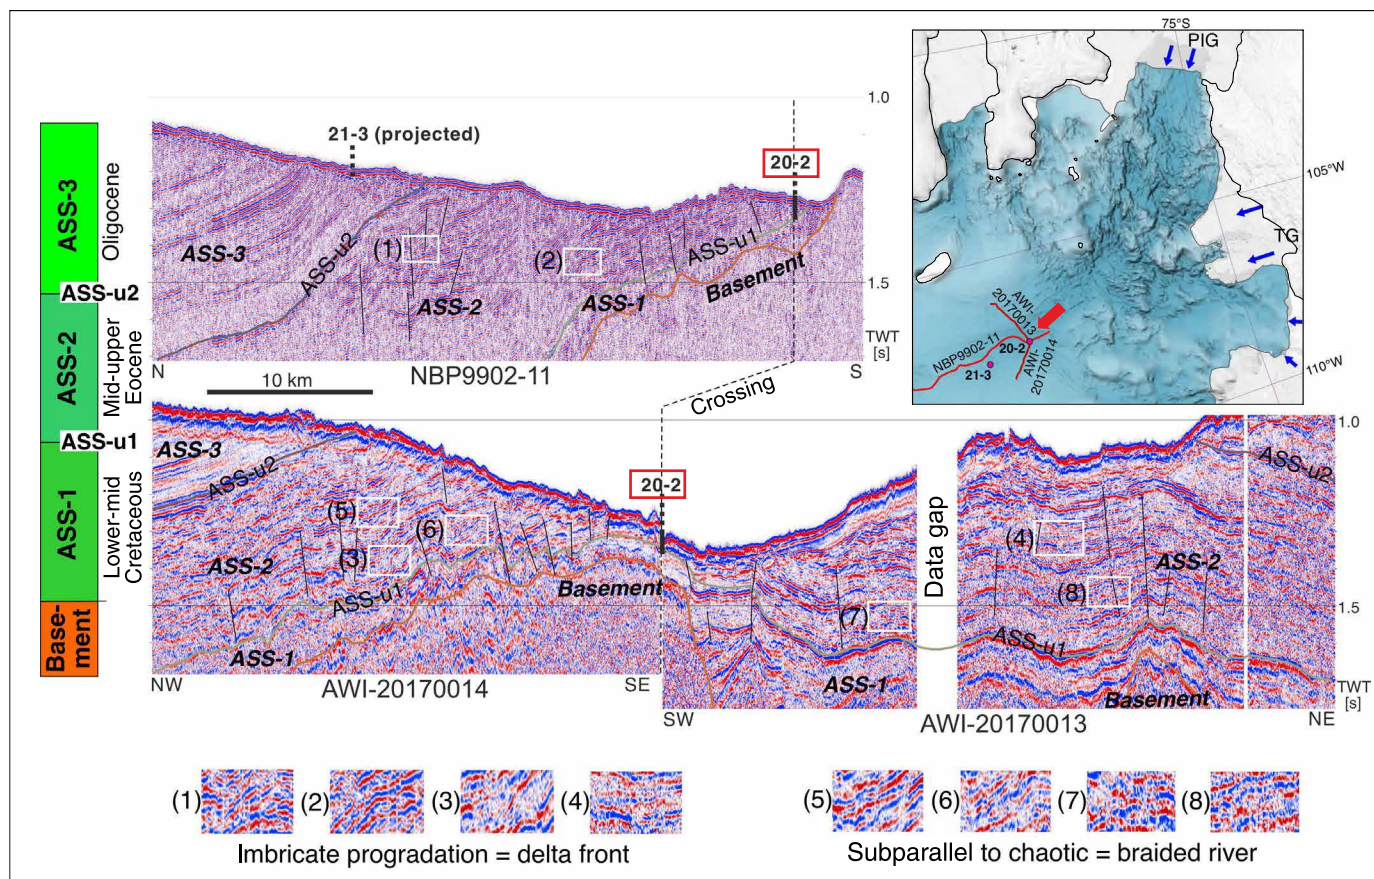 ASS-3
Oligocene
ASS-u2
ASS-2
Mid-upper
Eocene
ASS-u1
ASS-1
Lower-mid
Cretaceous
Base-
ment
1.0
21-3 (projected)
20-2
ASS-3
ASS-u2
(1)
(2)
ASS-u1
ASS-2
ASS-1
Basement
1.5
TWT
[s]
N
10 km
NBP9902-11
S
Crossing
75°S
PIG
105°W
TG
110°W
AWI-
20170013
NBP9902-11
20-2
AWI-
20170014
21-3
1.0
ASS-3
ASS-u2
20-2
(5)
(6)
(3)
ASS-2
ASS-u1
ASS-1
Basement
NW
AWI-20170014
SE
Data gap
ASS-u2
(4)
ASS-2
(8)
(7)
1.5
ASS-u1
ASS-1
Basement
TWT
[s]
SW
AWI-20170013
NE
(1)
(2)
(3)
(4)
Imbricate progradation = delta front
(5)
(6)
(7)
(8)
Subparallel to chaotic = braided river